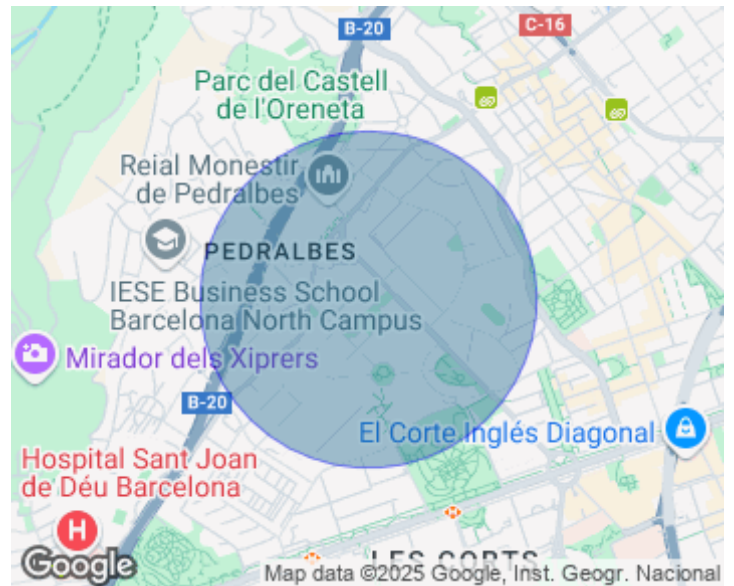 B-20
C-16
Parc del Castell
de l'Oreneta
Reial Monestir
de Pedralbes
PEDRALBES
IESE Business School
Barcelona North Campus
Mirador dels Xiprers
B-20
El Corte Inglés Diagonal
Hospital Sant Joan
de Déu Barcelona
H
LES CORTS
Google
Map data ©2025 Google, Inst. Geogr. Nacional